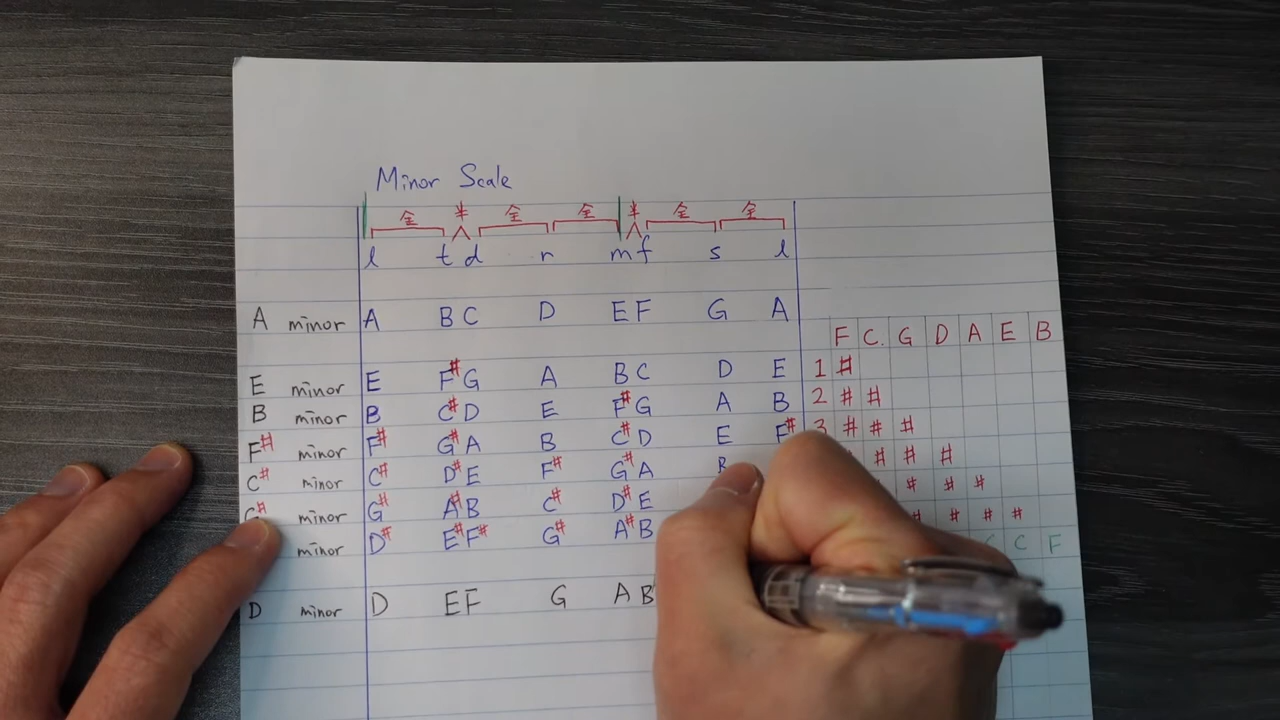 Minor Scale
全 半 全 全 半 全 全
l t d r m f s l
A minor A B C D E F G A
F C. G D A E B
E minor E F# G A B C D E 1 #
B minor B C# D E F# G A B 2 # #
F# minor F# G# A B C# D E F# 3 # # #
C# minor C# D# E F# G# A B # # #
G# minor G# A# B C# D# E # # #
minor D# E# F# G# A# B # # # #
C F
D minor D E F G A B